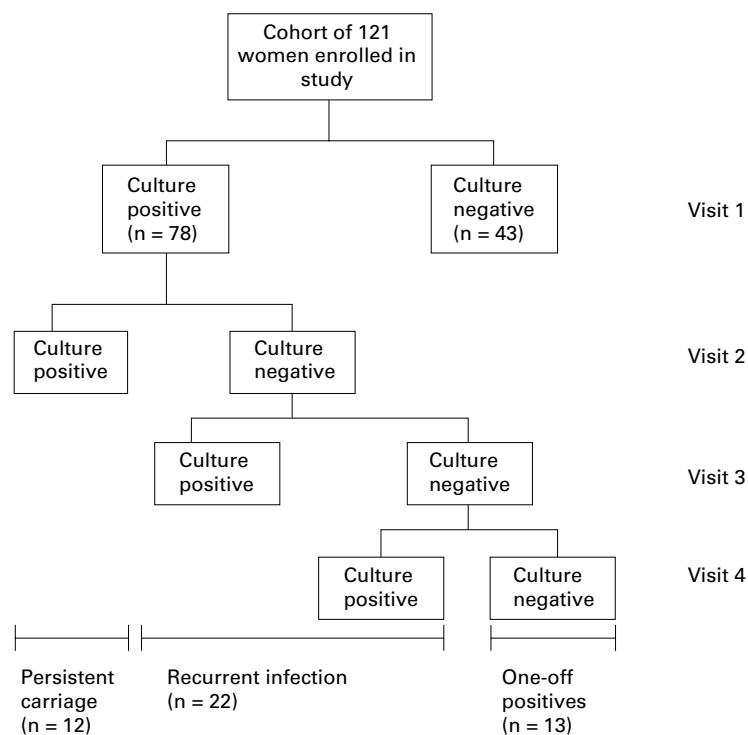 Cohort of 121
women enrolled in
study
Culture
positive
(n = 78)
Culture
negative
(n = 43)
Visit 1
Culture
positive
Culture
negative
Visit 2
Culture
positive
Culture
negative
Visit 3
Culture
positive
Culture
negative
Visit 4
Persistent
carriage
(n = 12)
Recurrent infection
(n = 22)
One-off
positives
(n = 13)